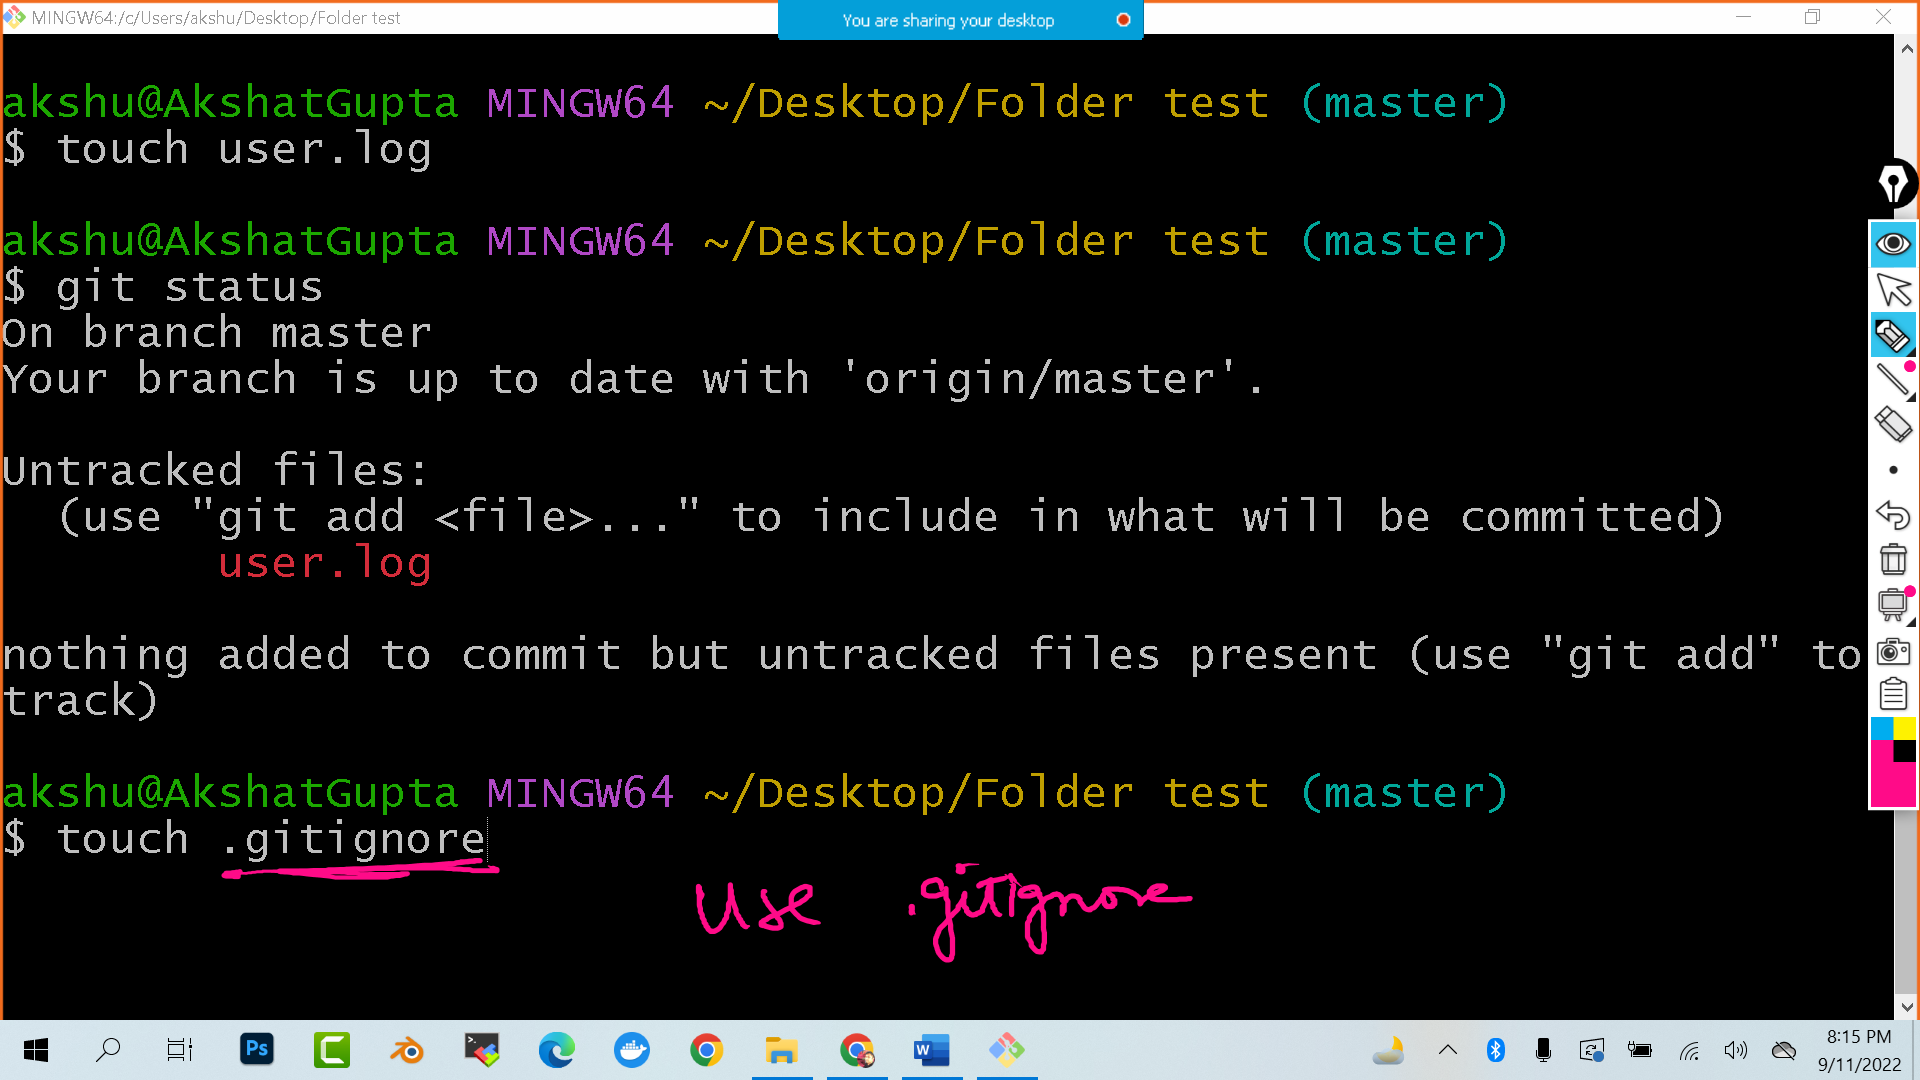 MINGW64:/c/Users/akshu/Desktop/Folder test
You are sharing your desktop
akshu@AkshatGupta MINGW64 ~/Desktop/Folder test (master)
$ touch user.log
akshu@AkshatGupta MINGW64 ~/Desktop/Folder test (master)
$ git status
On branch master
Your branch is up to date with 'origin/master'.
Untracked files:
(use "git add <file>..." to include in what will be committed)
user.log
nothing added to commit but untracked files present (use "git add" to
track)
akshu@AkshatGupta MINGW64 ~/Desktop/Folder test (master)
$ touch .gitignore
Use .gitignore
Ps
C
W
8:15 PM
9/11/2022